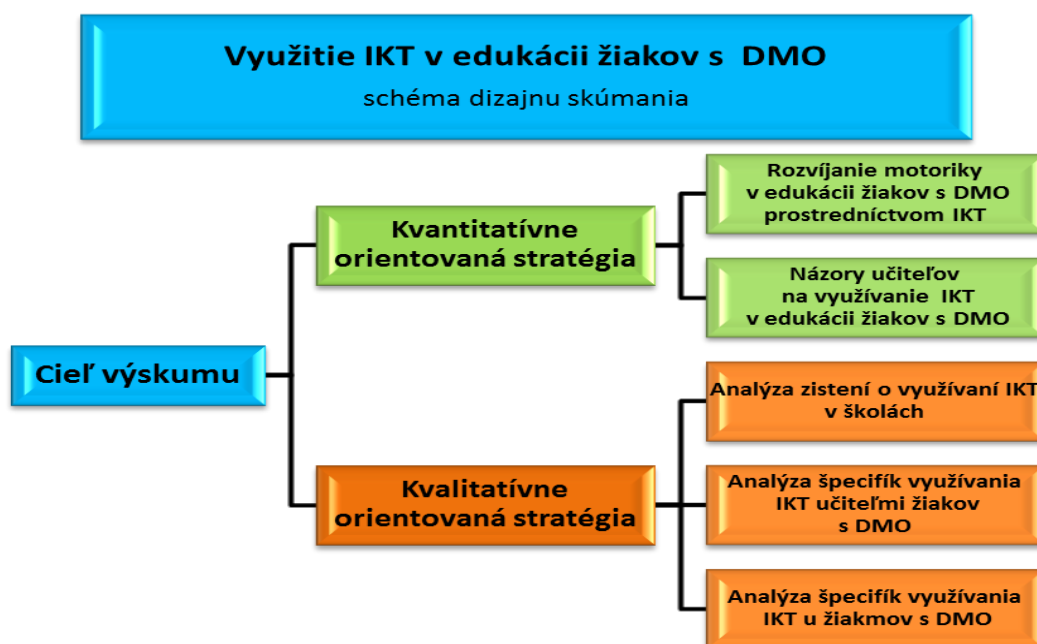 Využitie IKT v edukácii žiakov s DMO
schéma dizajnu skúmania
Rozvíjanie motoriky
v edukácii žiakov s DMO
prostredníctvom IKT
Kvantitatívne
orientovaná stratégia
Názory učiteľov
na využívanie IKT
v edukácii žiakov s DMO
Cieľ výskumu
Analýza zistení o využívaní IKT
v školách
Kvalitatívne
orientovaná stratégia
Analýza špecifík využívania
IKT učiteľmi žiakov
s DMO
Analýza špecifík využívania
IKT u žiakmov s DMO